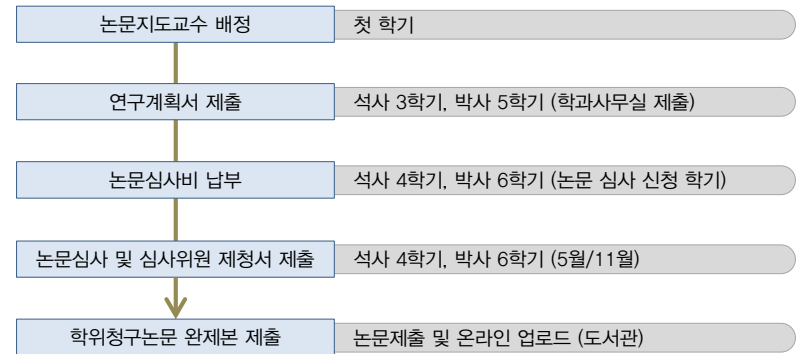 논문지도교수 배정
첫 학기
연구계획서 제출
석사 3학기, 박사 5학기 (학과사무실 제출)
논문심사비 납부
석사 4학기, 박사 6학기 (논문 심사 신청 학기)
논문심사 및 심사위원 제청서 제출
석사 4학기, 박사 6학기 (5월/11월)
학위청구논문 완제본 제출
논문제출 및 온라인 업로드 (도서관)